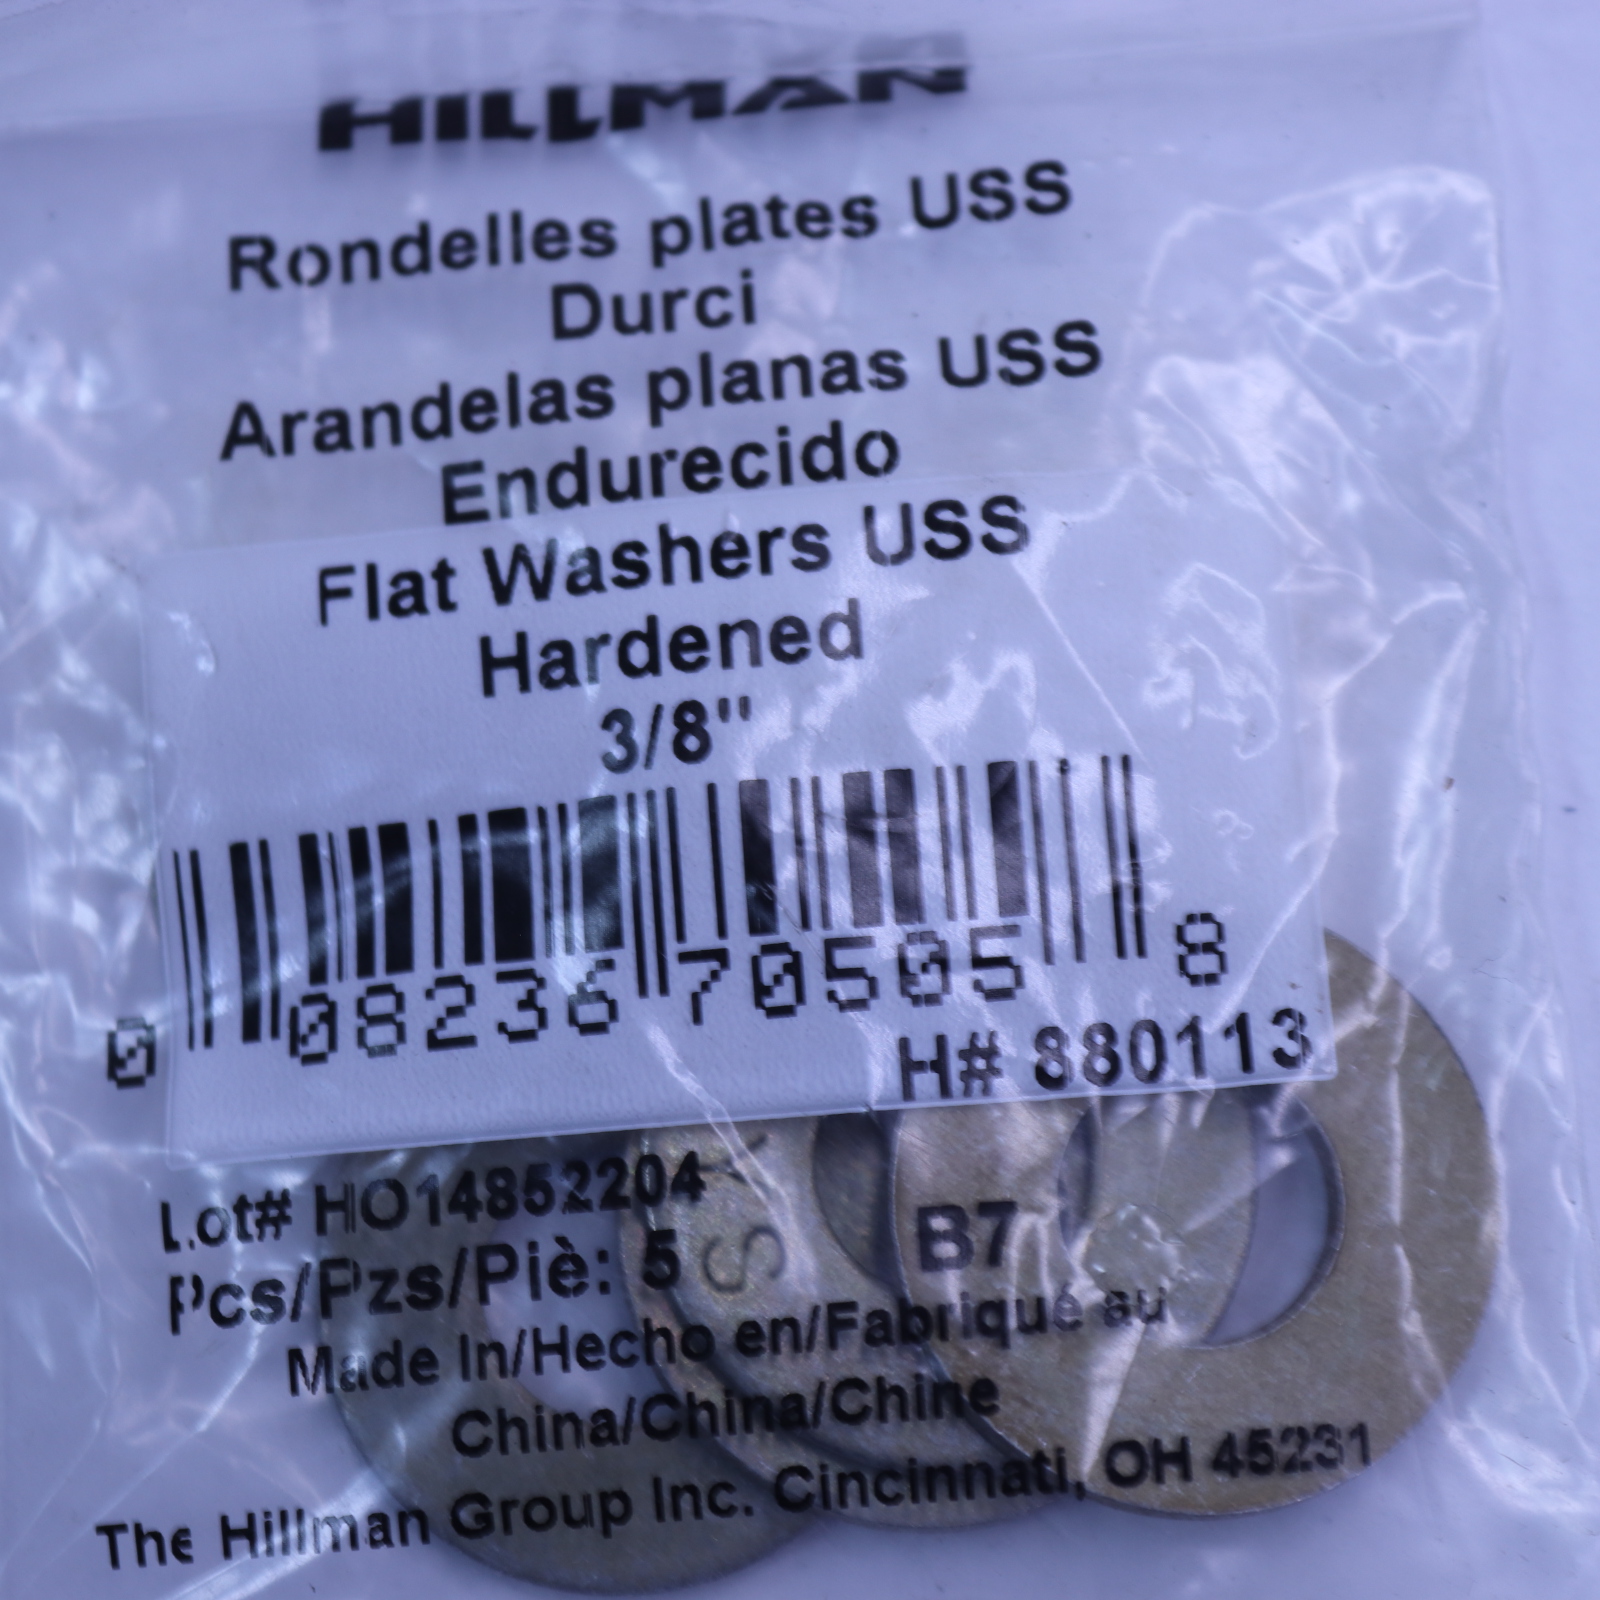 HILLMAN
Rondelles plates USS
Durci
Arandelas planas USS
Endurecido
Flat Washers USS
Hardened
3/8"
0 08236 70505 8
H# 880113
Lot# HO14852204
Pcs/Pzs/Piè: 5 B7
Made In/Hecho en/Fabriqué au
China/China/Chine
The Hillman Group Inc. Cincinnati, OH 45231